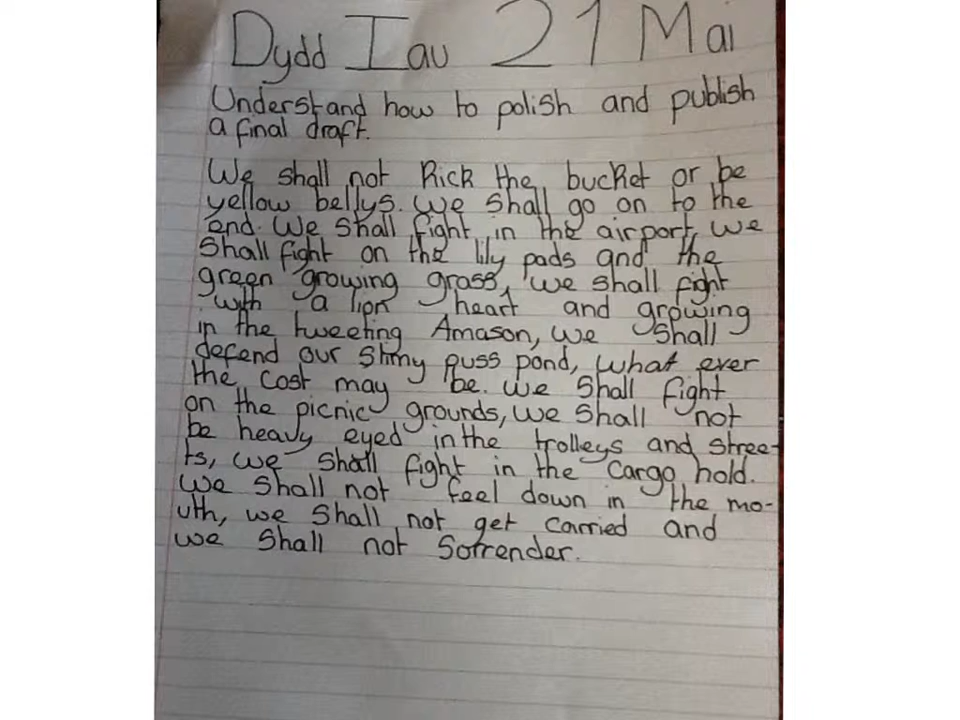 Dydd Iau 21 Mai
Understand how to polish and publish
a final draft.
We shall not Kick the bucket or be
yellow bellys. We shall go on to the
end. We shall fight in the airport, we
shall fight on the lily pads and the
green growing grass, we shall fight
with a lion heart and growing
in the tweeting Amason, we shall
defend our shiny puss pond, what ever
the cost may be. we shall fight
on the picnic grounds, we shall not
be heavy eyed in the trolleys and stree-
ts, we shall fight in the cargo hold.
We shall not feel down in the mo-
uth, we shall not get carried and
we shall not Sorrender.